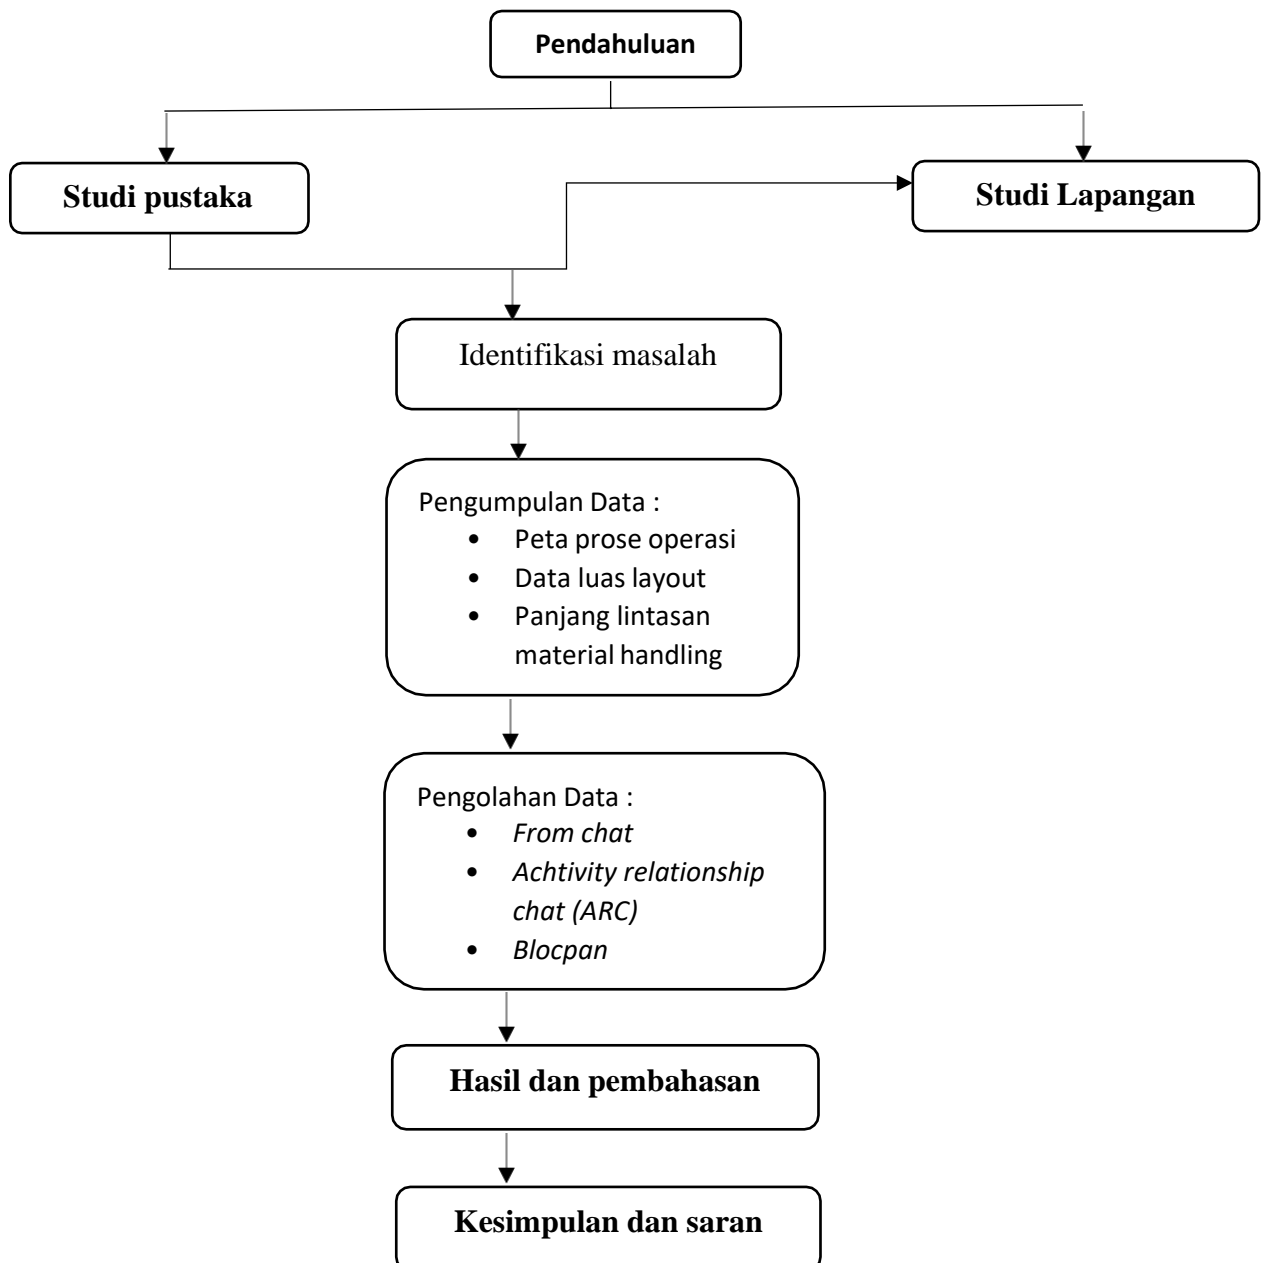 Pendahuluan
Studi pustaka
Studi Lapangan
Identifikasi masalah
Pengumpulan Data :
• Peta prose operasi
• Data luas layout
• Panjang lintasan
material handling
Pengolahan Data :
• From chat
• Achtivity relationship
chat (ARC)
• Blocpan
Hasil dan pembahasan
Kesimpulan dan saran